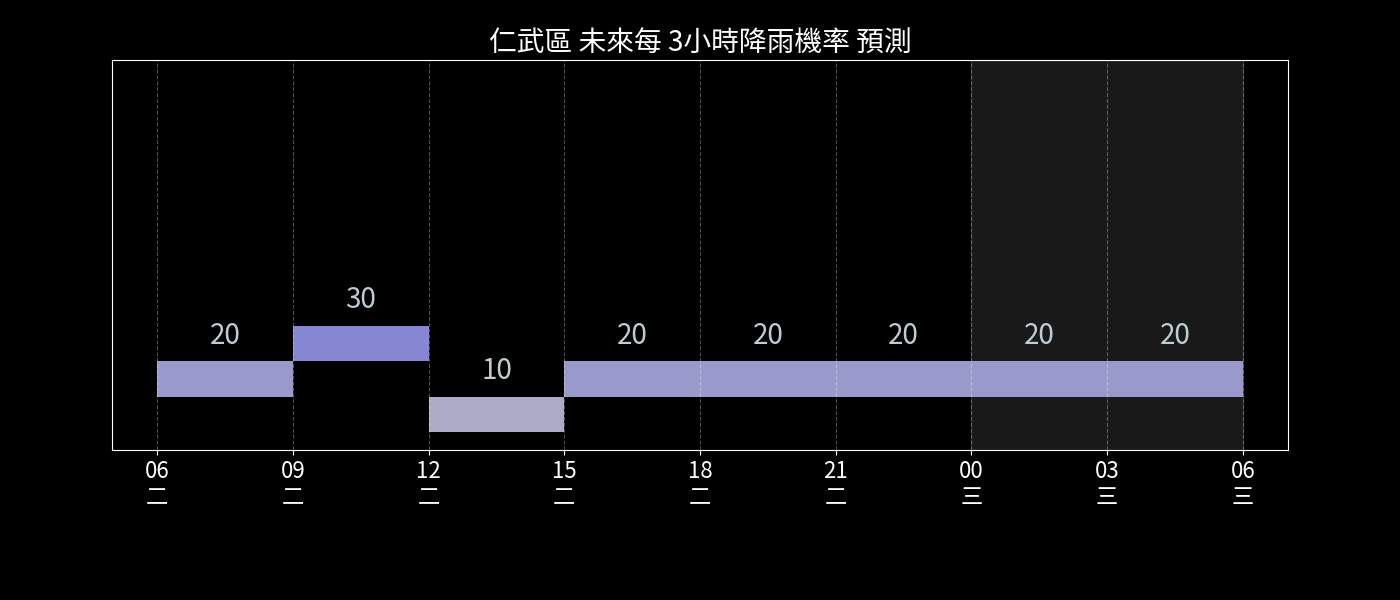 仁武區 未來每 3小時降雨機率 預測
30
20 20 20 20 20 20
10
06 09 12 15 18 21 00 03 06
二 二 二 二 二 二 三 三 三